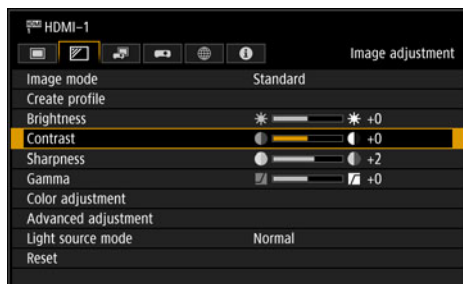 HDMI-1
Image adjustment
Image mode Standard
Create profile
Brightness +0
Contrast +0
Sharpness +2
Gamma +0
Color adjustment
Advanced adjustment
Light source mode Normal
Reset